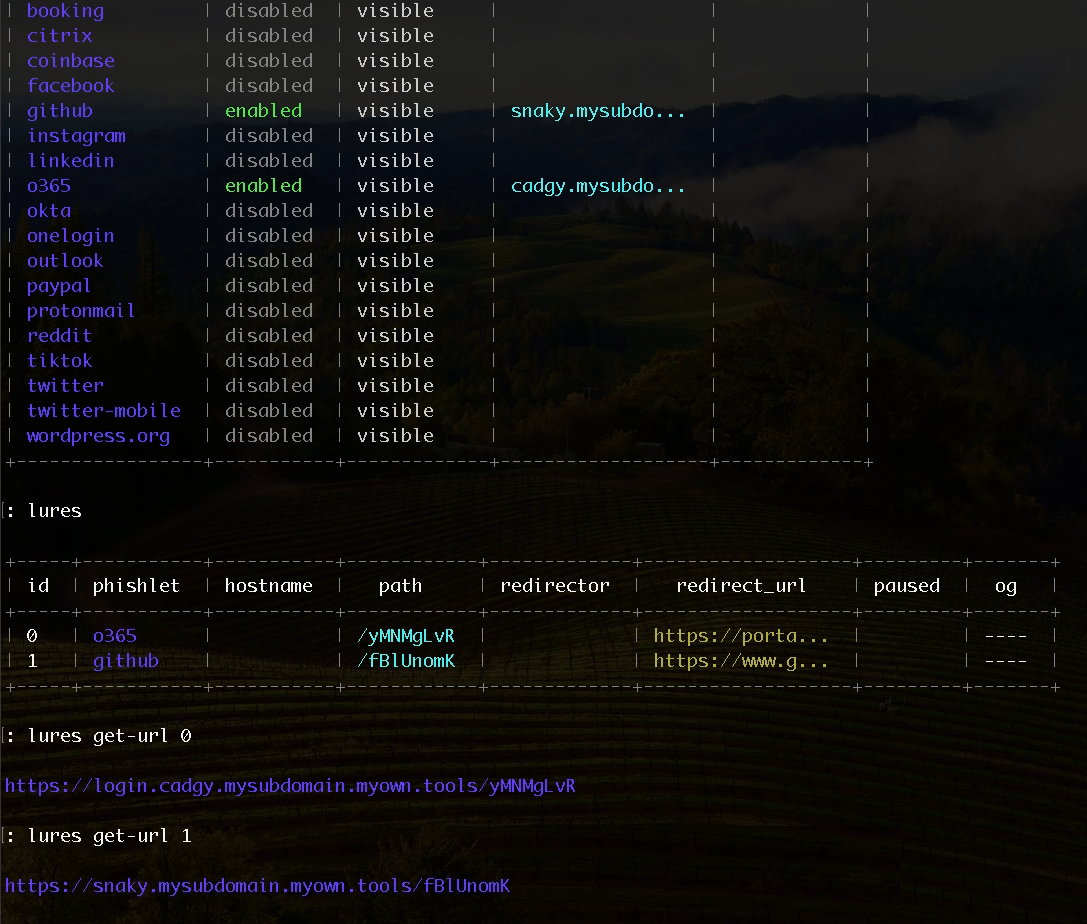 | booking | disabled | visible | | |
| citrix | disabled | visible | | |
| coinbase | disabled | visible | | |
| facebook | disabled | visible | | |
| github | enabled | visible | snaky.mysubdo... | |
| instagram | disabled | visible | | |
| linkedin | disabled | visible | | |
| o365 | enabled | visible | cadgy.mysubdo... | |
| okta | disabled | visible | | |
| onelogin | disabled | visible | | |
| outlook | disabled | visible | | |
| paypal | disabled | visible | | |
| protonmail | disabled | visible | | |
| reddit | disabled | visible | | |
| tiktok | disabled | visible | | |
| twitter | disabled | visible | | |
| twitter-mobile | disabled | visible | | |
| wordpress.org | disabled | visible | | |
: lures
| id | phishlet | hostname | path | redirector | redirect_url | paused | og |
| 0 | o365 | | /yMNMgLvR | | https://porta... | | ---- |
| 1 | github | | /fBlUnomK | | https://www.g... | | ---- |
: lures get-url 0
https://login.cadgy.mysubdomain.myown.tools/yMNMgLvR
: lures get-url 1
https://snaky.mysubdomain.myown.tools/fBlUnomK